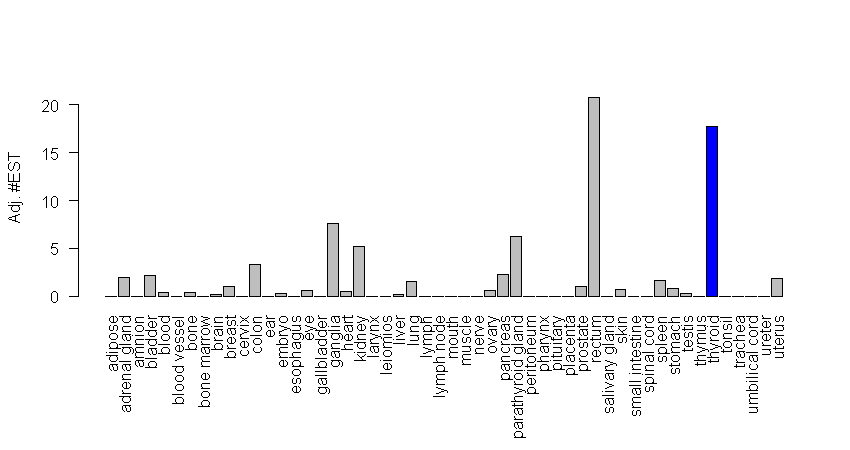 Adj. #EST
20
15
10
5
0
adipose
adrenal gland
amnion
bladder
blood
blood vessel
bone
bone marrow
brain
breast
cervix
colon
ear
embryo
esophagus
eye
gallbladder
ganglia
heart
kidney
larynx
leiomios
liver
lung
lymph
lymph node
mouth
muscle
nerve
ovary
pancreas
parathyroid gland
peritoneum
pharynx
pituitary
placenta
prostate
rectum
salivary gland
skin
small intestine
spinal cord
spleen
stomach
testis
thymus
thyroid
tonsil
trachea
umbilical cord
ureter
uterus